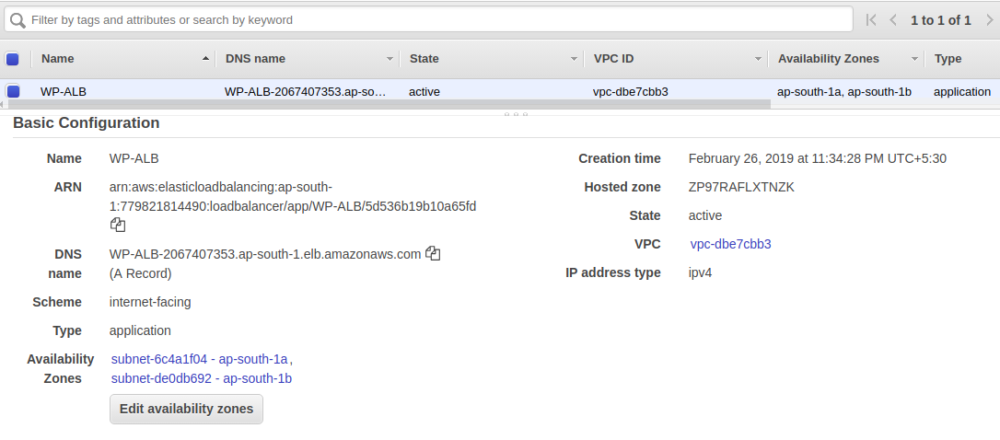 Filter by tags and attributes or search by keyword
1 to 1 of 1
Name DNS name State VPC ID Availability Zones Type
WP-ALB WP-ALB-2067407353.ap-so… active vpc-dbe7cbb3 ap-south-1a, ap-south-1b application
Basic Configuration
Name WP-ALB
ARN arn:aws:elasticloadbalancing:ap-south-
1:779821814490:loadbalancer/app/WP-ALB/5d536b19b10a65fd
DNS WP-ALB-2067407353.ap-south-1.elb.amazonaws.com
name (A Record)
Scheme internet-facing
Type application
Availability subnet-6c4a1f04 - ap-south-1a,
Zones subnet-de0db692 - ap-south-1b
Edit availability zones
Creation time February 26, 2019 at 11:34:28 PM UTC+5:30
Hosted zone ZP97RAFLXTNZK
State active
VPC vpc-dbe7cbb3
IP address type ipv4